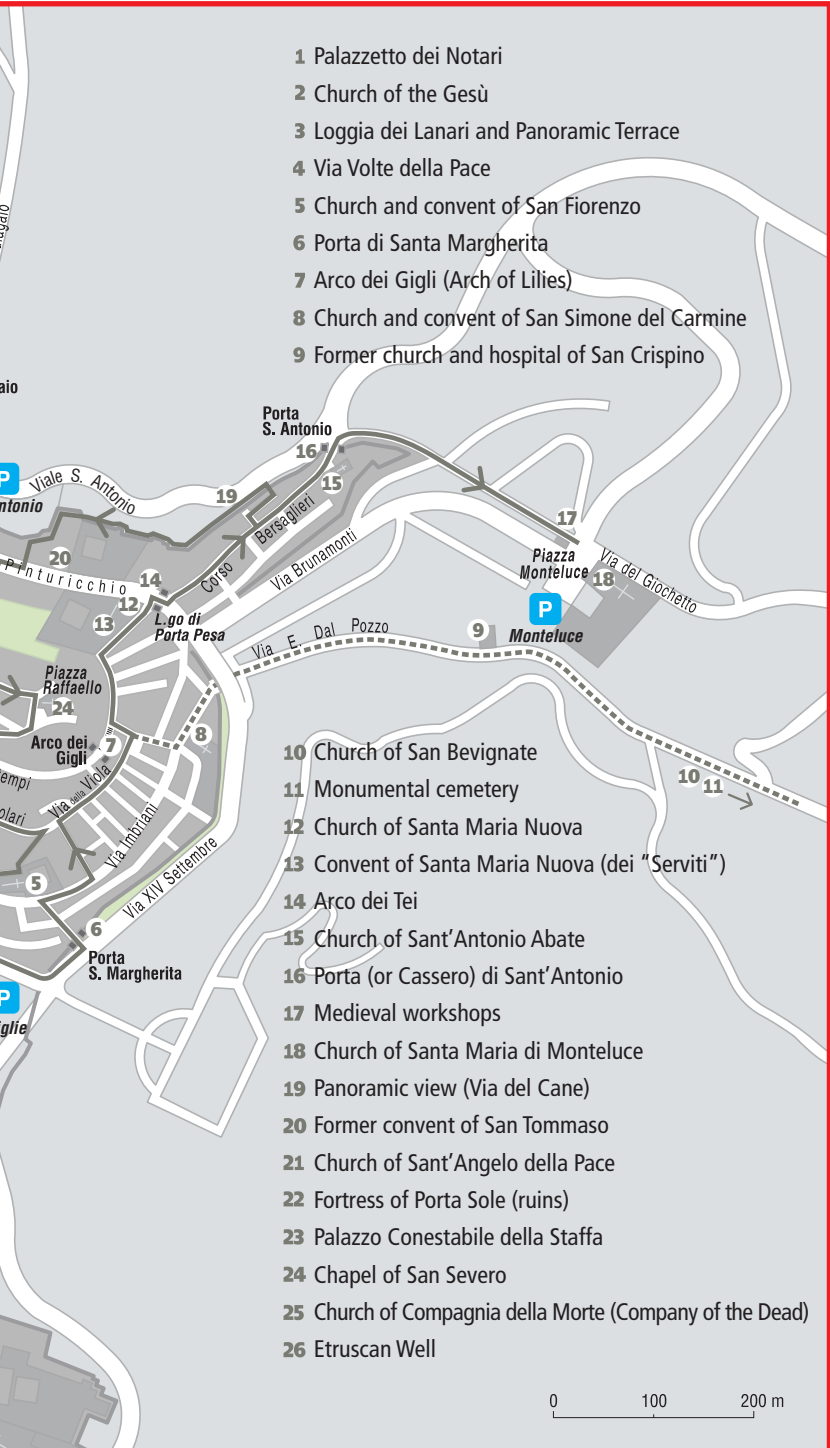 1 Palazzetto dei Notari
2 Church of the Gesù
3 Loggia dei Lanari and Panoramic Terrace
4 Via Volte della Pace
5 Church and convent of San Fiorenzo
6 Porta di Santa Margherita
7 Arco dei Gigli (Arch of Lilies)
8 Church and convent of San Simone del Carmine
9 Former church and hospital of San Crispino
aio
Porta
S. Antonio
16
15
P
Viale S. Antonio
ntonio
19
20
Pinturicchio
14
12
13
Corso Bersaglieri
Via Brunamonti
L.go di
Porta Pesa
17
Piazza
Monteluce
18
Via del Giochetto
P
Monteluce
9
Via E. Dal Pozzo
Piazza
Raffaello
24
8
Arco dei
Gigli
7
empi
olari
Via della Viola
Via Imbriani
Via XIV Settembre
5
6
Porta
S. Margherita
P
iglie
10
11
10 Church of San Bevignate
11 Monumental cemetery
12 Church of Santa Maria Nuova
13 Convent of Santa Maria Nuova (dei “Serviti”)
14 Arco dei Tei
15 Church of Sant'Antonio Abate
16 Porta (or Cassero) di Sant'Antonio
17 Medieval workshops
18 Church of Santa Maria di Monteluce
19 Panoramic view (Via del Cane)
20 Former convent of San Tommaso
21 Church of Sant'Angelo della Pace
22 Fortress of Porta Sole (ruins)
23 Palazzo Conestabile della Staffa
24 Chapel of San Severo
25 Church of Compagnia della Morte (Company of the Dead)
26 Etruscan Well
0 100 200 m